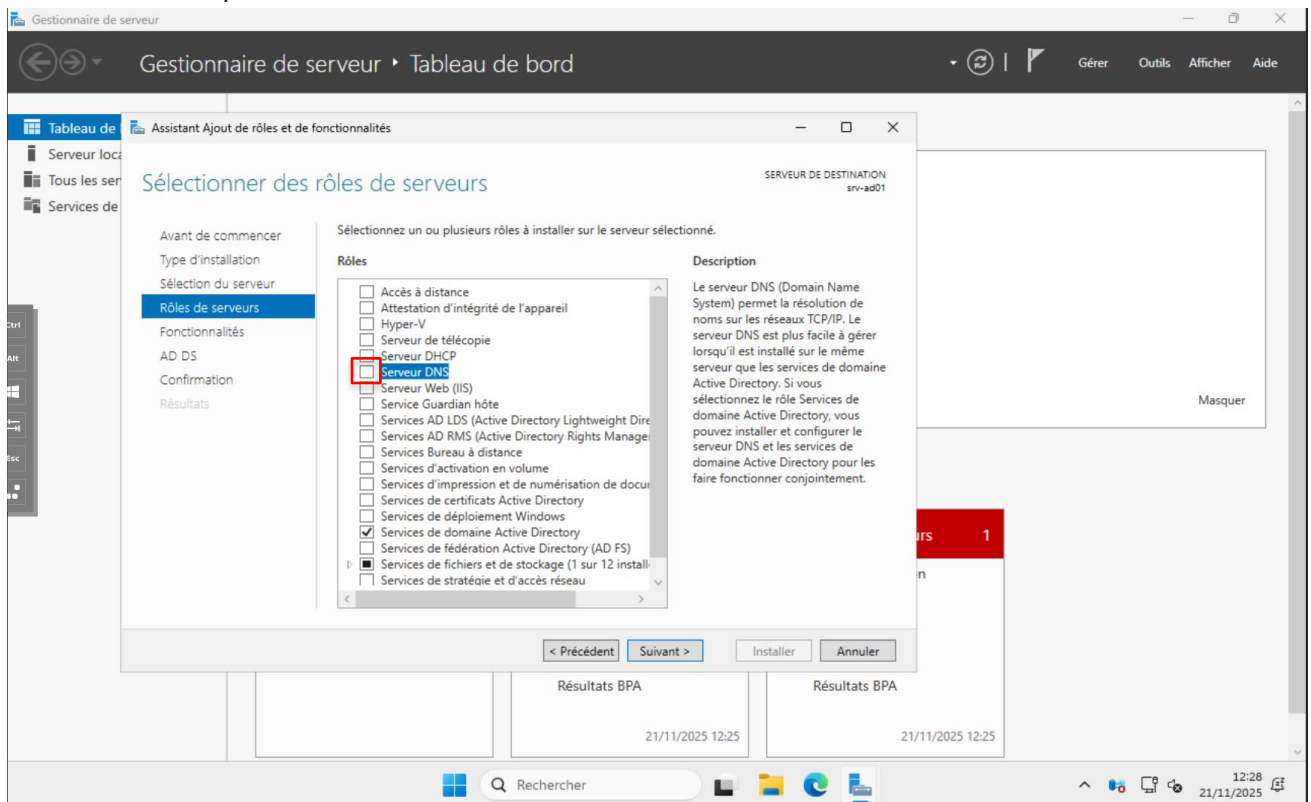 Gestionnaire de serveur
Gestionnaire de serveur • Tableau de bord
Gérer Outils Afficher Aide
Tableau de
Serveur loca
Tous les ser
Services de
Assistant Ajout de rôles et de fonctionnalités
Sélectionner des rôles de serveurs
SERVEUR DE DESTINATION
srv-ad01
Avant de commencer
Type d'installation
Sélection du serveur
Rôles de serveurs
Fonctionnalités
AD DS
Confirmation
Résultats
Sélectionnez un ou plusieurs rôles à installer sur le serveur sélectionné.
Rôles
Accès à distance
Attestation d'intégrité de l'appareil
Hyper-V
Serveur de télécopie
Serveur DHCP
Serveur DNS
Serveur Web (IIS)
Service Guardian hôte
Services AD LDS (Active Directory Lightweight Dire
Services AD RMS (Active Directory Rights Manage
Services Bureau à distance
Services d'activation en volume
Services d'impression et de numérisation de docu
Services de certificats Active Directory
Services de déploiement Windows
Services de domaine Active Directory
Services de fédération Active Directory (AD FS)
Services de fichiers et de stockage (1 sur 12 install
Services de stratégie et d'accès réseau
Description
Le serveur DNS (Domain Name
System) permet la résolution de
noms sur les réseaux TCP/IP. Le
serveur DNS est plus facile à gérer
lorsqu'il est installé sur le même
serveur que les services de domaine
Active Directory. Si vous
sélectionnez le rôle Services de
domaine Active Directory, vous
pouvez installer et configurer le
serveur DNS et les services de
domaine Active Directory pour les
faire fonctionner conjointement.
< Précédent Suivant > Installer Annuler
Ctrl
Alt
Esc
Masquer
rs 1
n
Résultats BPA
21/11/2025 12:25
Résultats BPA
21/11/2025 12:25
Rechercher
12:28
21/11/2025